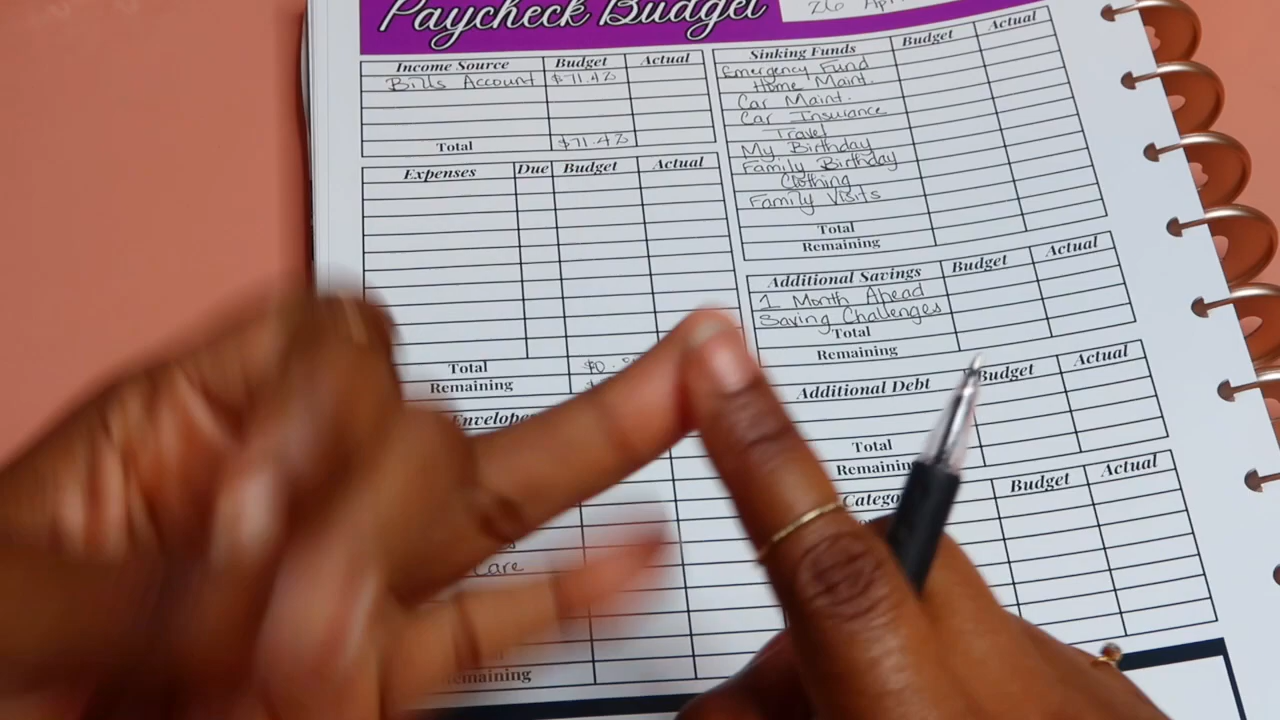 Paycheck Budget
26 Apr
Income Source Budget Actual
Bills Account $71.43
Total $71.43
Expenses Due Budget Actual
Total
Remaining
Care
Sinking Funds Budget Actual
Emergency Fund
Home Maint.
Car Maint.
Car Insurance
Travel
My Birthday
Family Birthday
Clothing
Family Visits
Total
Remaining
Additional Savings Budget Actual
1 Month Ahead
Saving Challenges
Total
Remaining
Additional Debt Budget Actual
Total
Remaining
Budget Actual